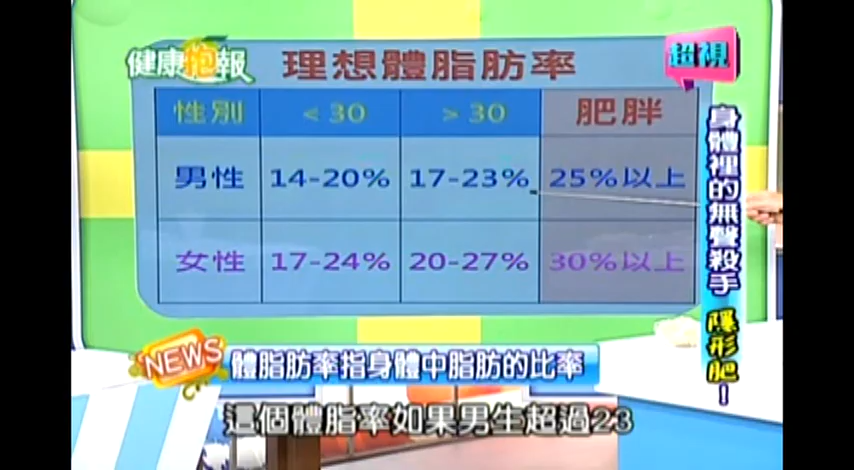 健康抱報
理想體脂肪率
超視
性別 <30 >30 肥胖
男性 14-20% 17-23% 25%以上
女性 17-24% 20-27% 30%以上
身體裡的無聲殺手 隱形肥!
NEWS 體脂肪率指身體中脂肪的比率
這個體脂率如果男生超過23